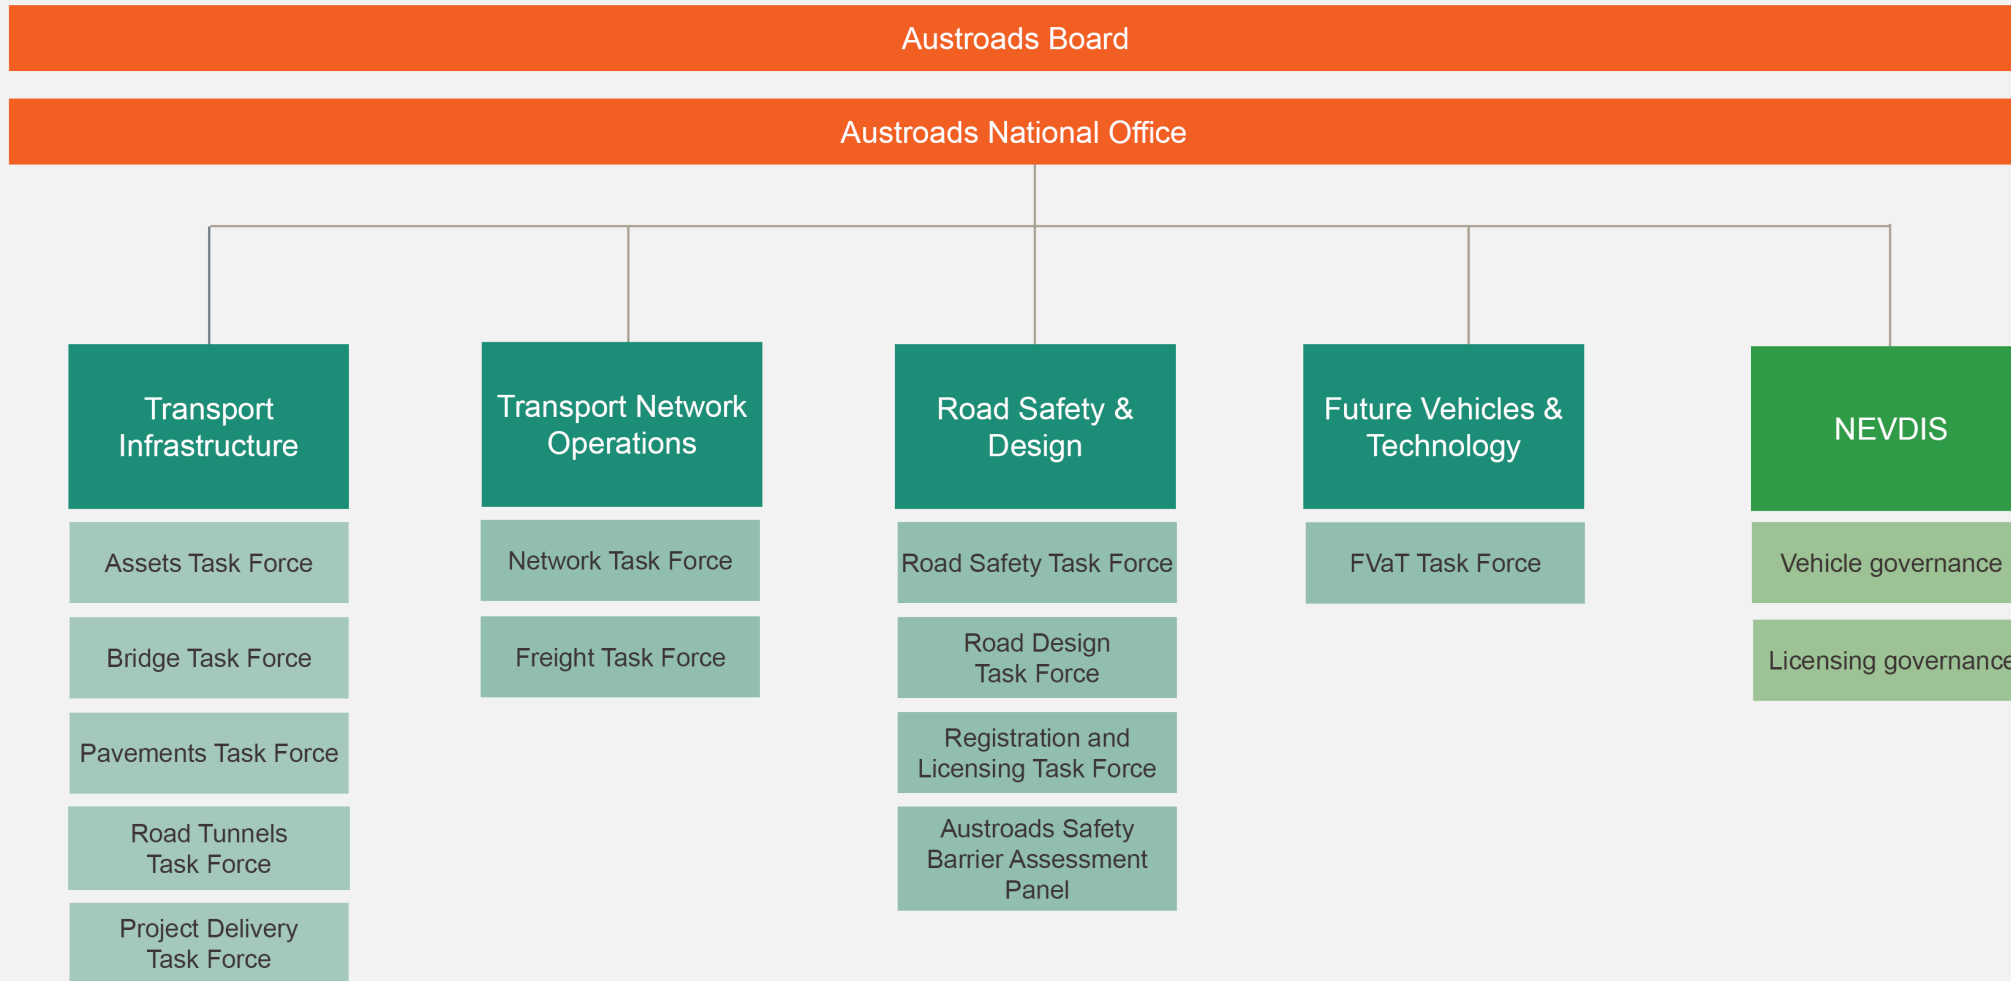 Austroads Board
Austroads National Office
Transport
Infrastructure
Assets Task Force
Bridge Task Force
Pavements Task Force
Road Tunnels
Task Force
Project Delivery
Task Force
Transport Network
Operations
Network Task Force
Freight Task Force
Road Safety &
Design
Road Safety Task Force
Road Design
Task Force
Registration and
Licensing Task Force
Austroads Safety
Barrier Assessment
Panel
Future Vehicles &
Technology
FVaT Task Force
NEVDIS
Vehicle governance
Licensing governance